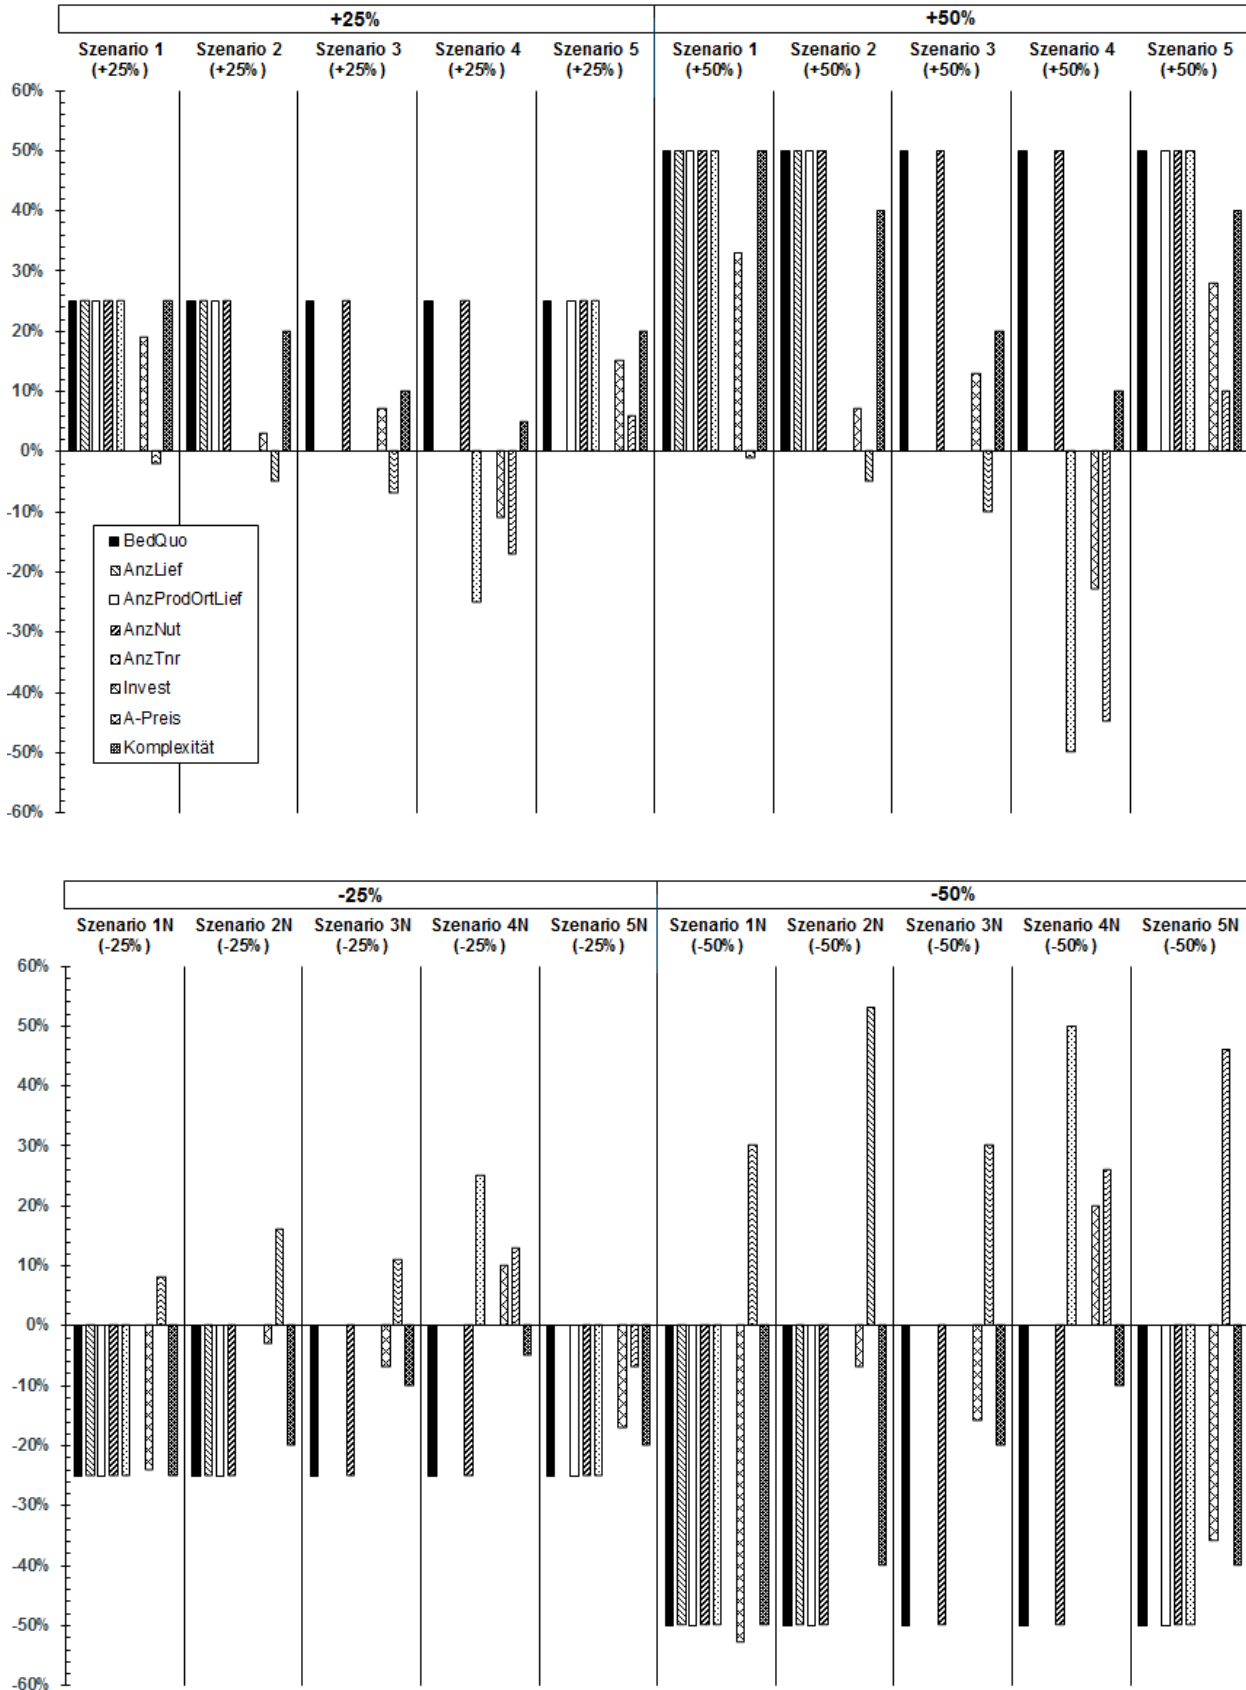 +25%
+50%
Szenario 1
(+25%)
Szenario 2
(+25%)
Szenario 3
(+25%)
Szenario 4
(+25%)
Szenario 5
(+25%)
Szenario 1
(+50%)
Szenario 2
(+50%)
Szenario 3
(+50%)
Szenario 4
(+50%)
Szenario 5
(+50%)
60%
50%
40%
30%
20%
10%
0%
-10%
-20%
-30%
-40%
-50%
-60%
BedQuo
AnzLief
AnzProdOrtLief
AnzNut
AnzTnr
Invest
A-Preis
Komplexität
-25%
-50%
Szenario 1N
(-25%)
Szenario 2N
(-25%)
Szenario 3N
(-25%)
Szenario 4N
(-25%)
Szenario 5N
(-25%)
Szenario 1N
(-50%)
Szenario 2N
(-50%)
Szenario 3N
(-50%)
Szenario 4N
(-50%)
Szenario 5N
(-50%)
60%
50%
40%
30%
20%
10%
0%
-10%
-20%
-30%
-40%
-50%
-60%